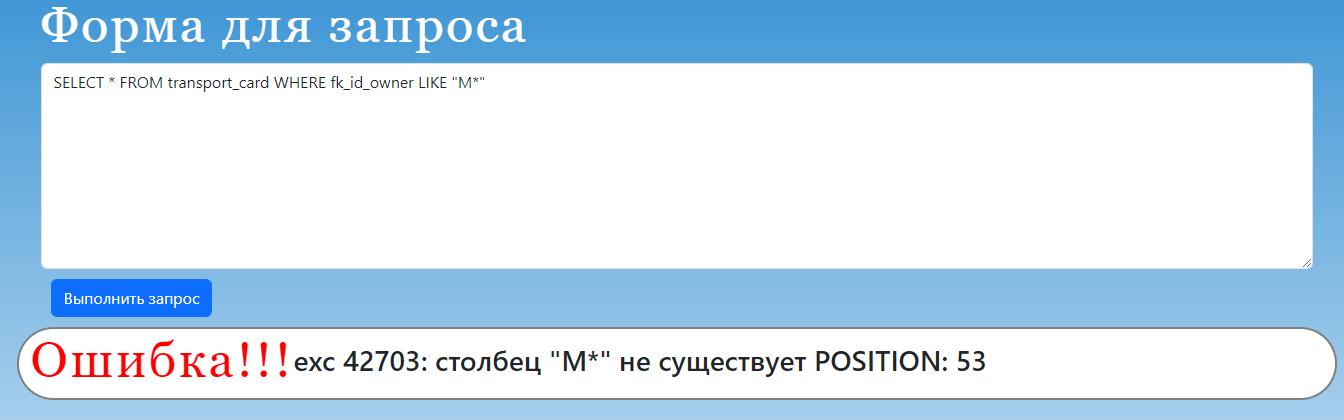 Форма для запроса
SELECT * FROM transport_card WHERE fk_id_owner LIKE "M*"
Выполнить запрос
Ошибка!!! exc 42703: столбец "M*" не существует POSITION: 53